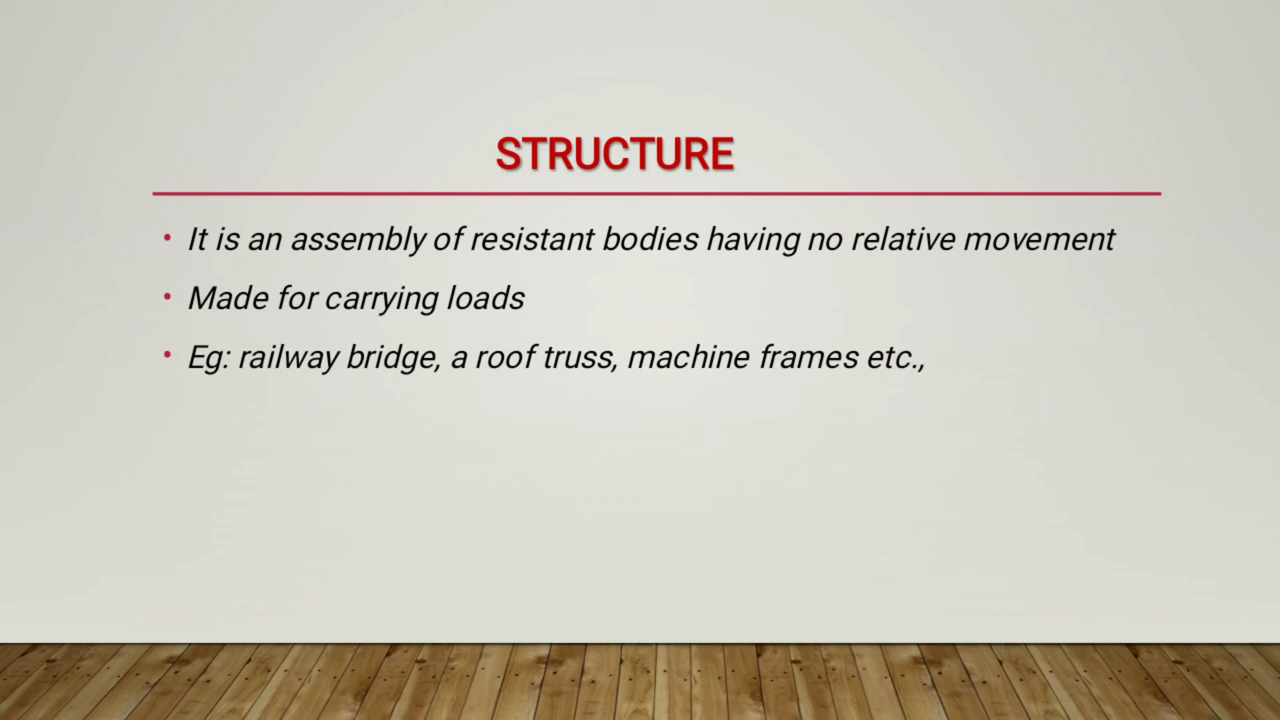 STRUCTURE
• It is an assembly of resistant bodies having no relative movement
• Made for carrying loads
• Eg: railway bridge, a roof truss, machine frames etc.,